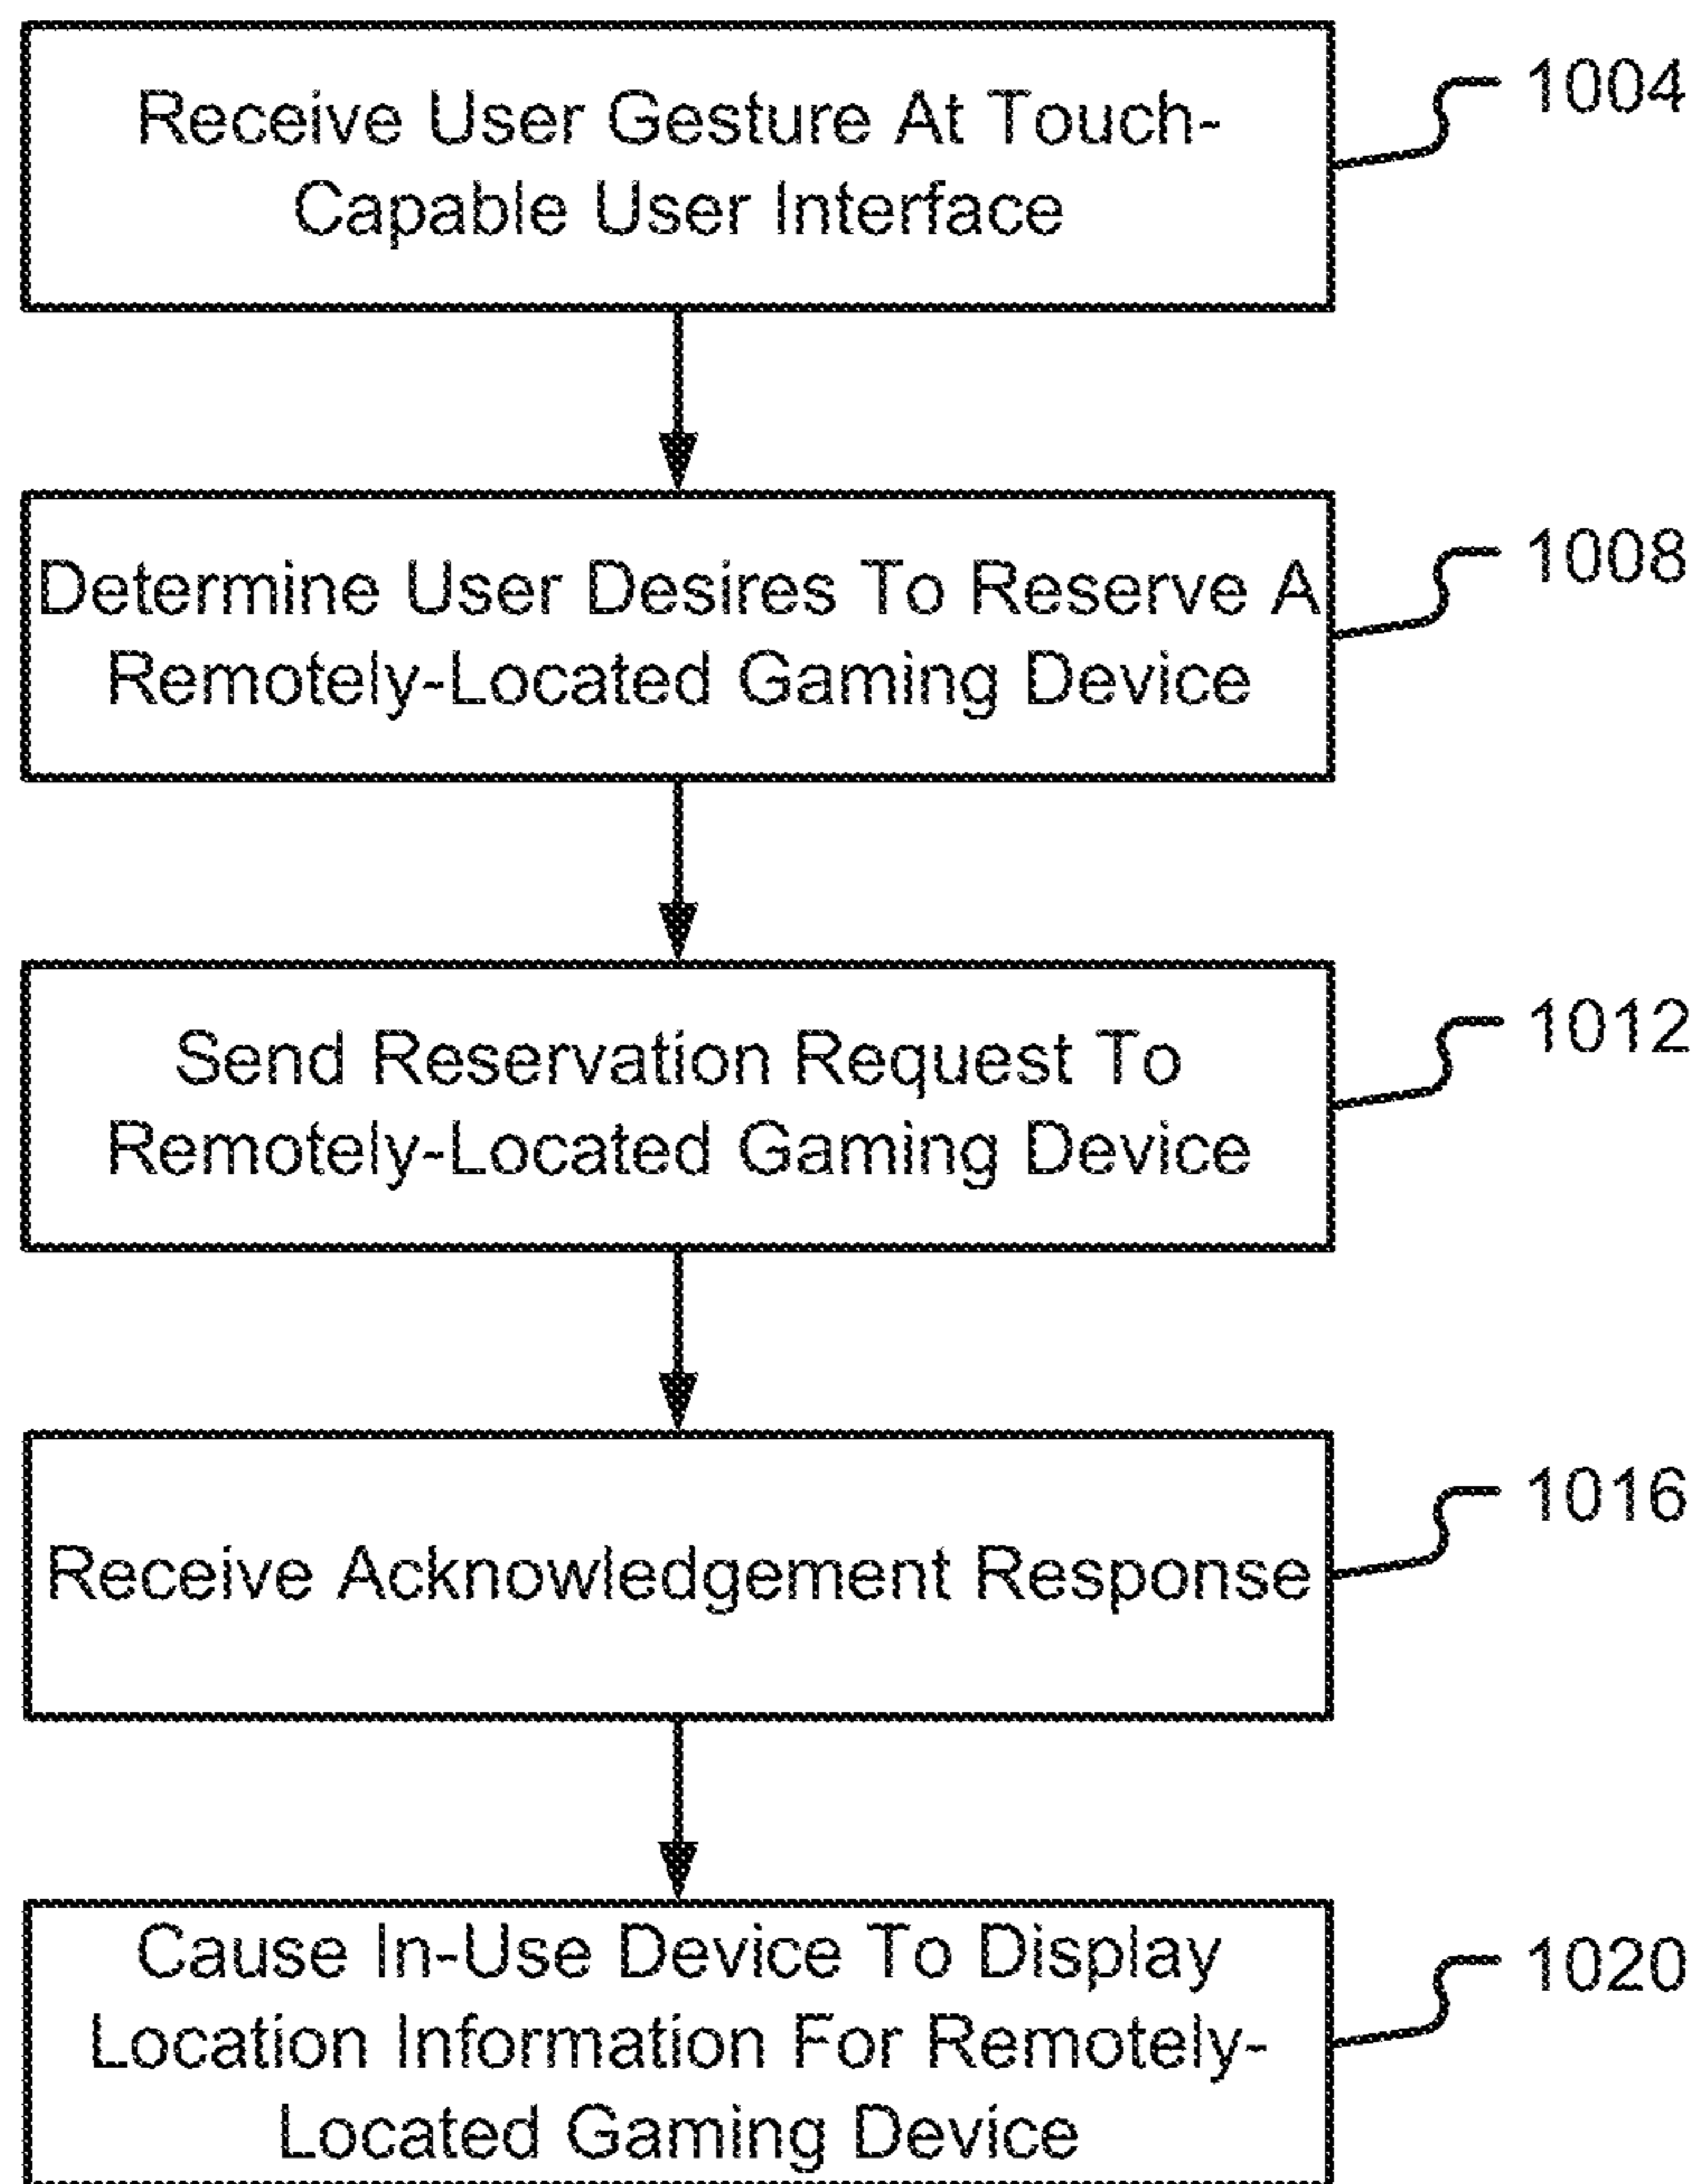 Receive User Gesture At Touch-
Capable User Interface
1004
Determine User Desires To Reserve A
Remotely-Located Gaming Device
1008
Send Reservation Request To
Remotely-Located Gaming Device
1012
Receive Acknowledgement Response
1016
Cause In-Use Device To Display
Location Information For Remotely-
Located Gaming Device
1020